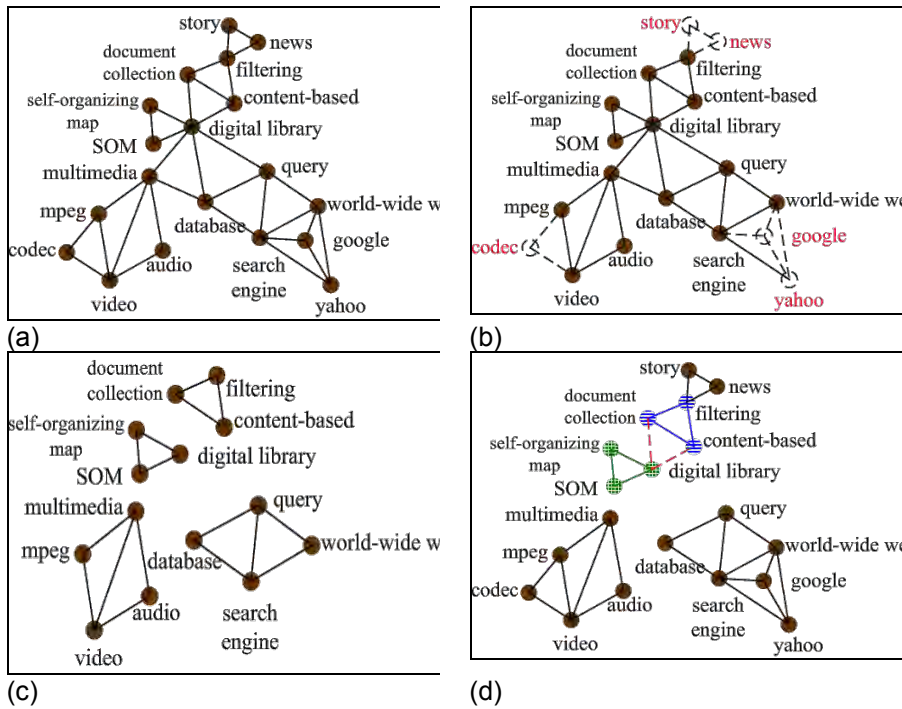 story
news
document
collection
filtering
self-organizing
map
content-based
digital library
SOM
multimedia
query
mpeg
world-wide w
database
codec
google
audio
search
engine
video
yahoo
(a)
story
news
document
collection
filtering
self-organizing
map
content-based
digital library
SOM
multimedia
query
mpeg
world-wide we
database
codec
google
audio
search
engine
video
yahoo
(b)
document
collection
filtering
self-organizing
map
content-based
digital library
SOM
multimedia
query
mpeg
database
world-wide w
audio
search
engine
video
(c)
story
news
document
collection
filtering
self-organizing
map
content-based
digital library
SOM
multimedia
query
mpeg
world-wide we
database
codec
google
audio
search
engine
video
yahoo
(d)